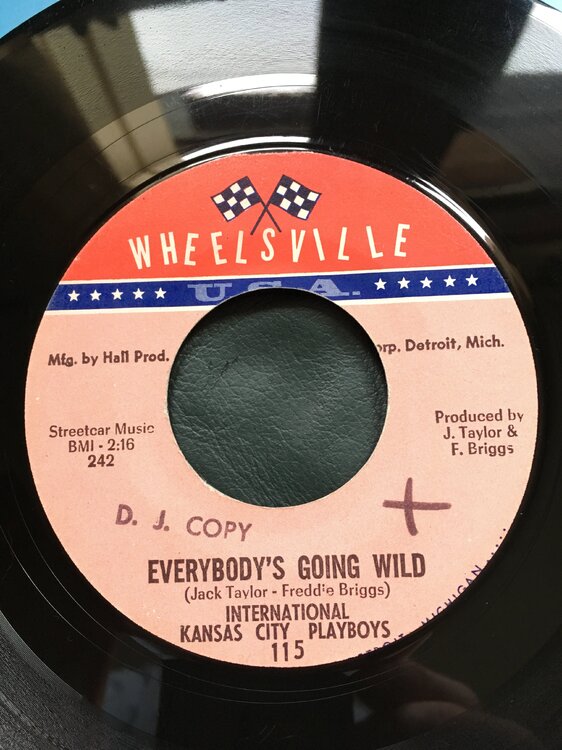 WHEELSVILLE
U.S.A.
Mfg. by Hall Prod.
orp. Detroit, Mich.
Streetcar Music
BMI - 2:16
242
Produced by
J. Taylor &
F. Briggs
D. J. COPY
EVERYBODY'S GOING WILD
(Jack Taylor - Freddie Briggs)
INTERNATIONAL
KANSAS CITY PLAYBOYS
115
MICHIGAN